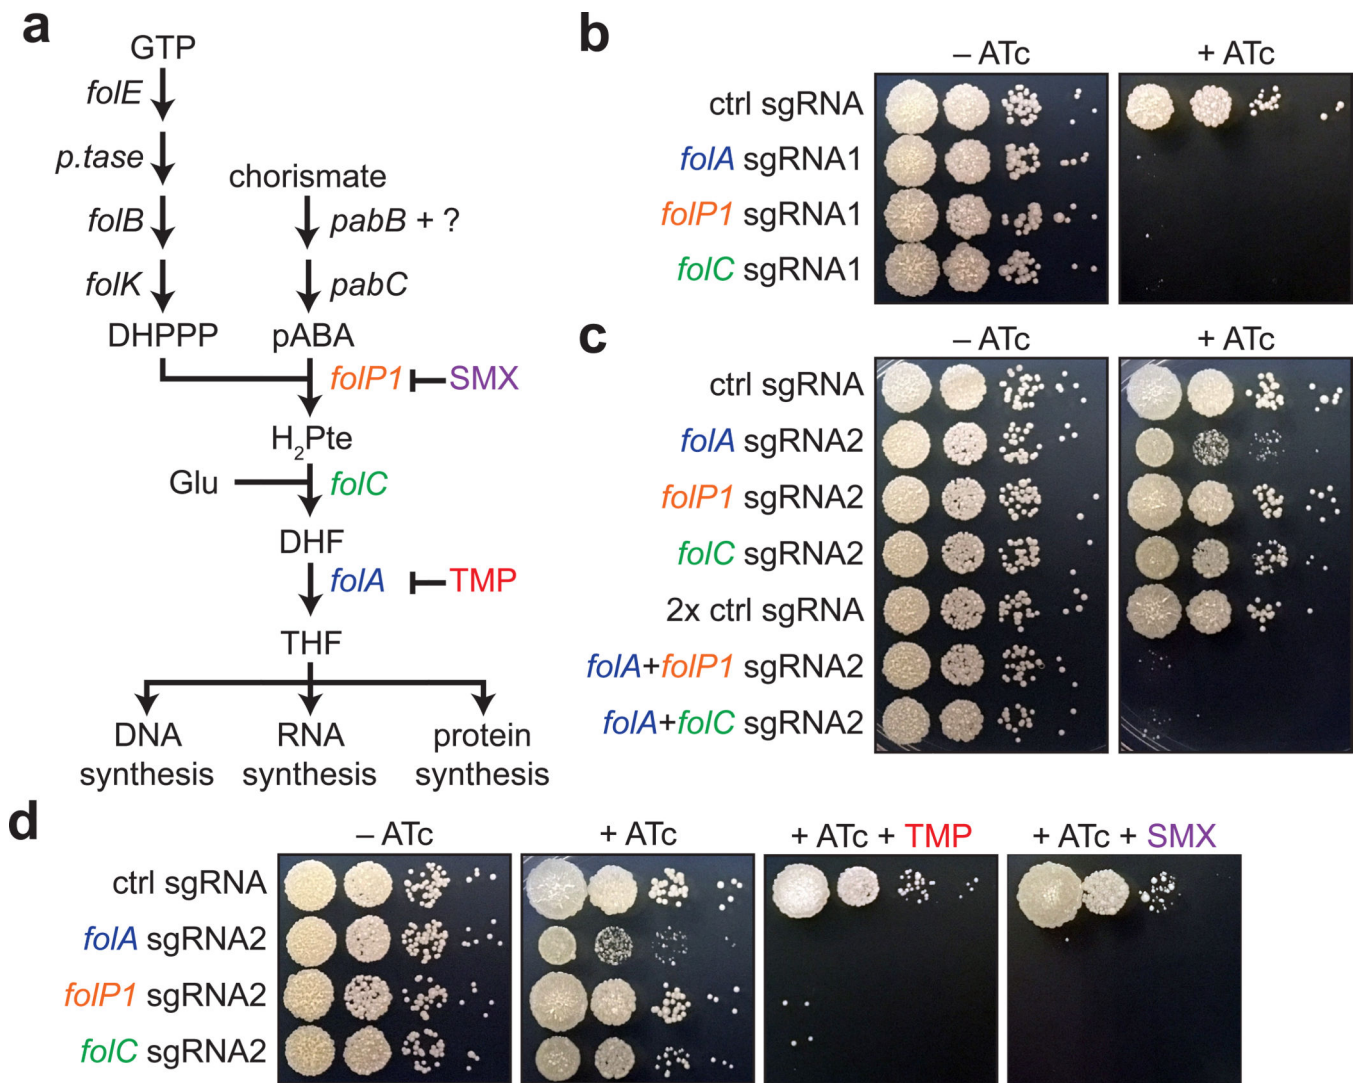 a
GTP
folE
p.tase
folB
folK
DHPPP
chorismate
pabB + ?
pabC
pABA
folP1
SMX
H2Pte
Glu
folC
DHF
folA
TMP
THF
DNA
synthesis
RNA
synthesis
protein
synthesis
b
– ATc
+ ATc
ctrl sgRNA
folA sgRNA1
folP1 sgRNA1
folC sgRNA1
c
– ATc
+ ATc
ctrl sgRNA
folA sgRNA2
folP1 sgRNA2
folC sgRNA2
2x ctrl sgRNA
folA+folP1 sgRNA2
folA+folC sgRNA2
d
– ATc
+ ATc
+ ATc + TMP
+ ATc + SMX
ctrl sgRNA
folA sgRNA2
folP1 sgRNA2
folC sgRNA2